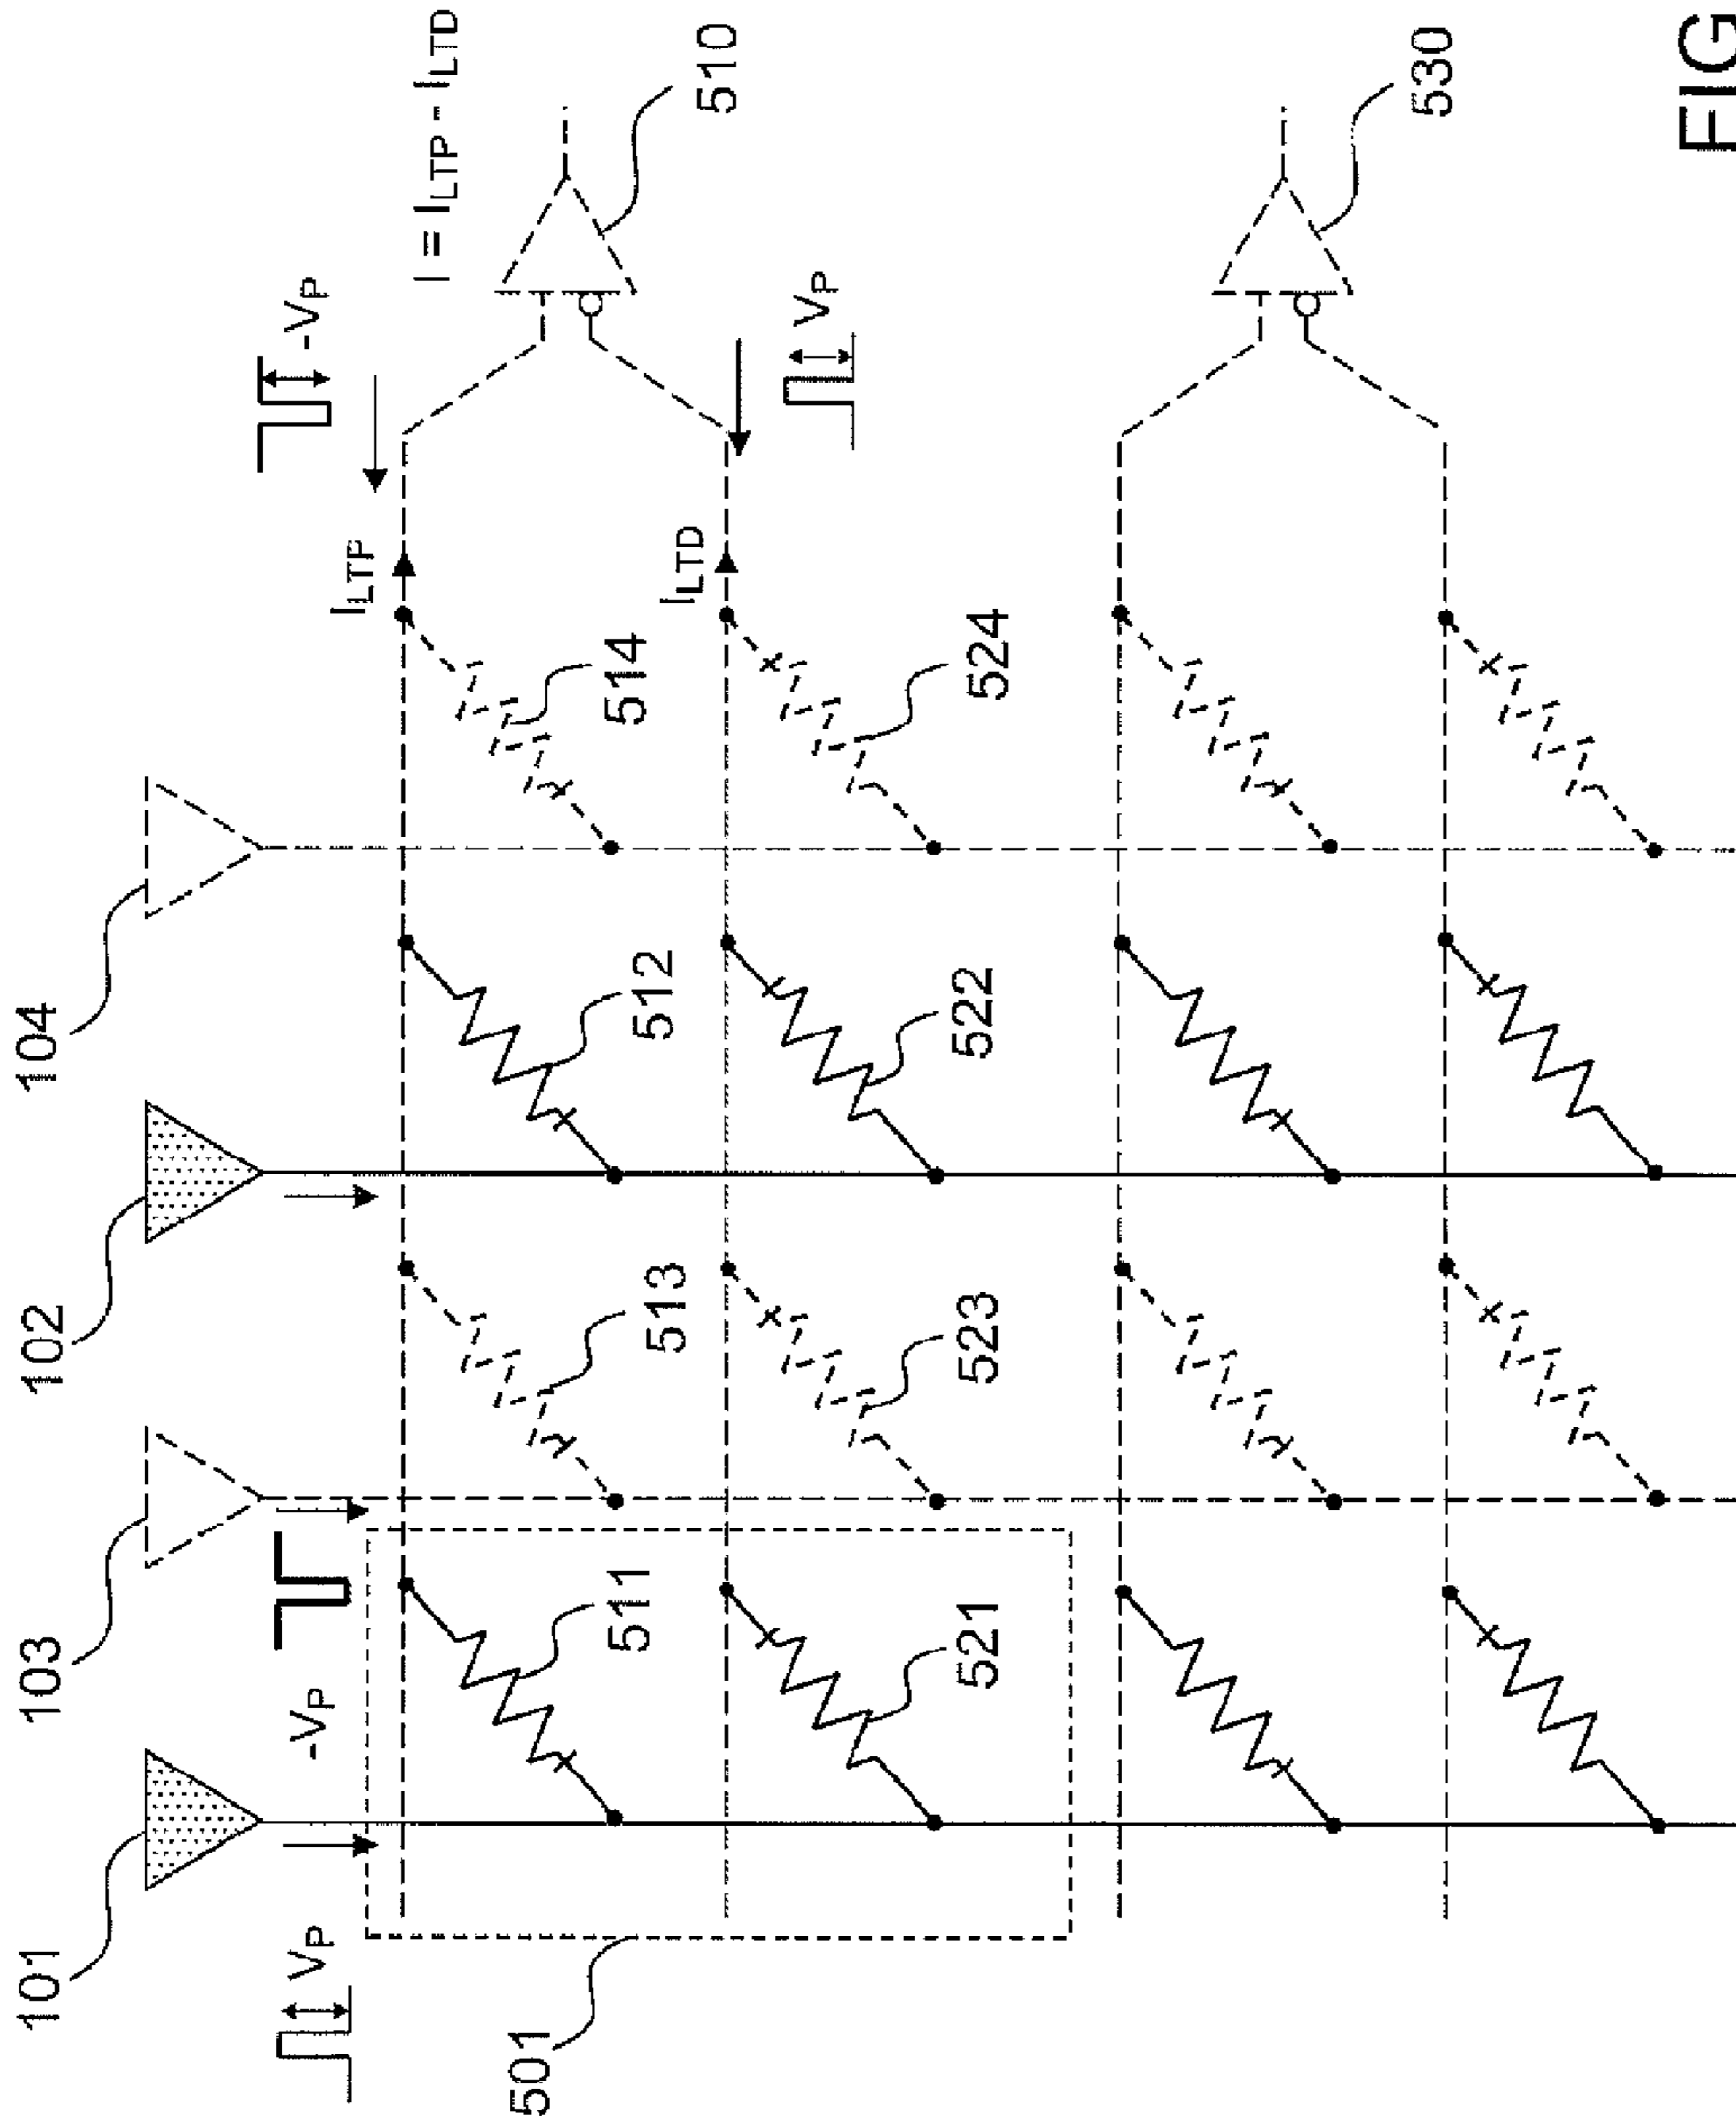 101
103
102
104
V_P
-V_P
-V_P
I = I_LTP - I_LTD
I_LTP
510
511
513
512
514
V_P
I_LTD
501
521
523
522
524
530
FIG